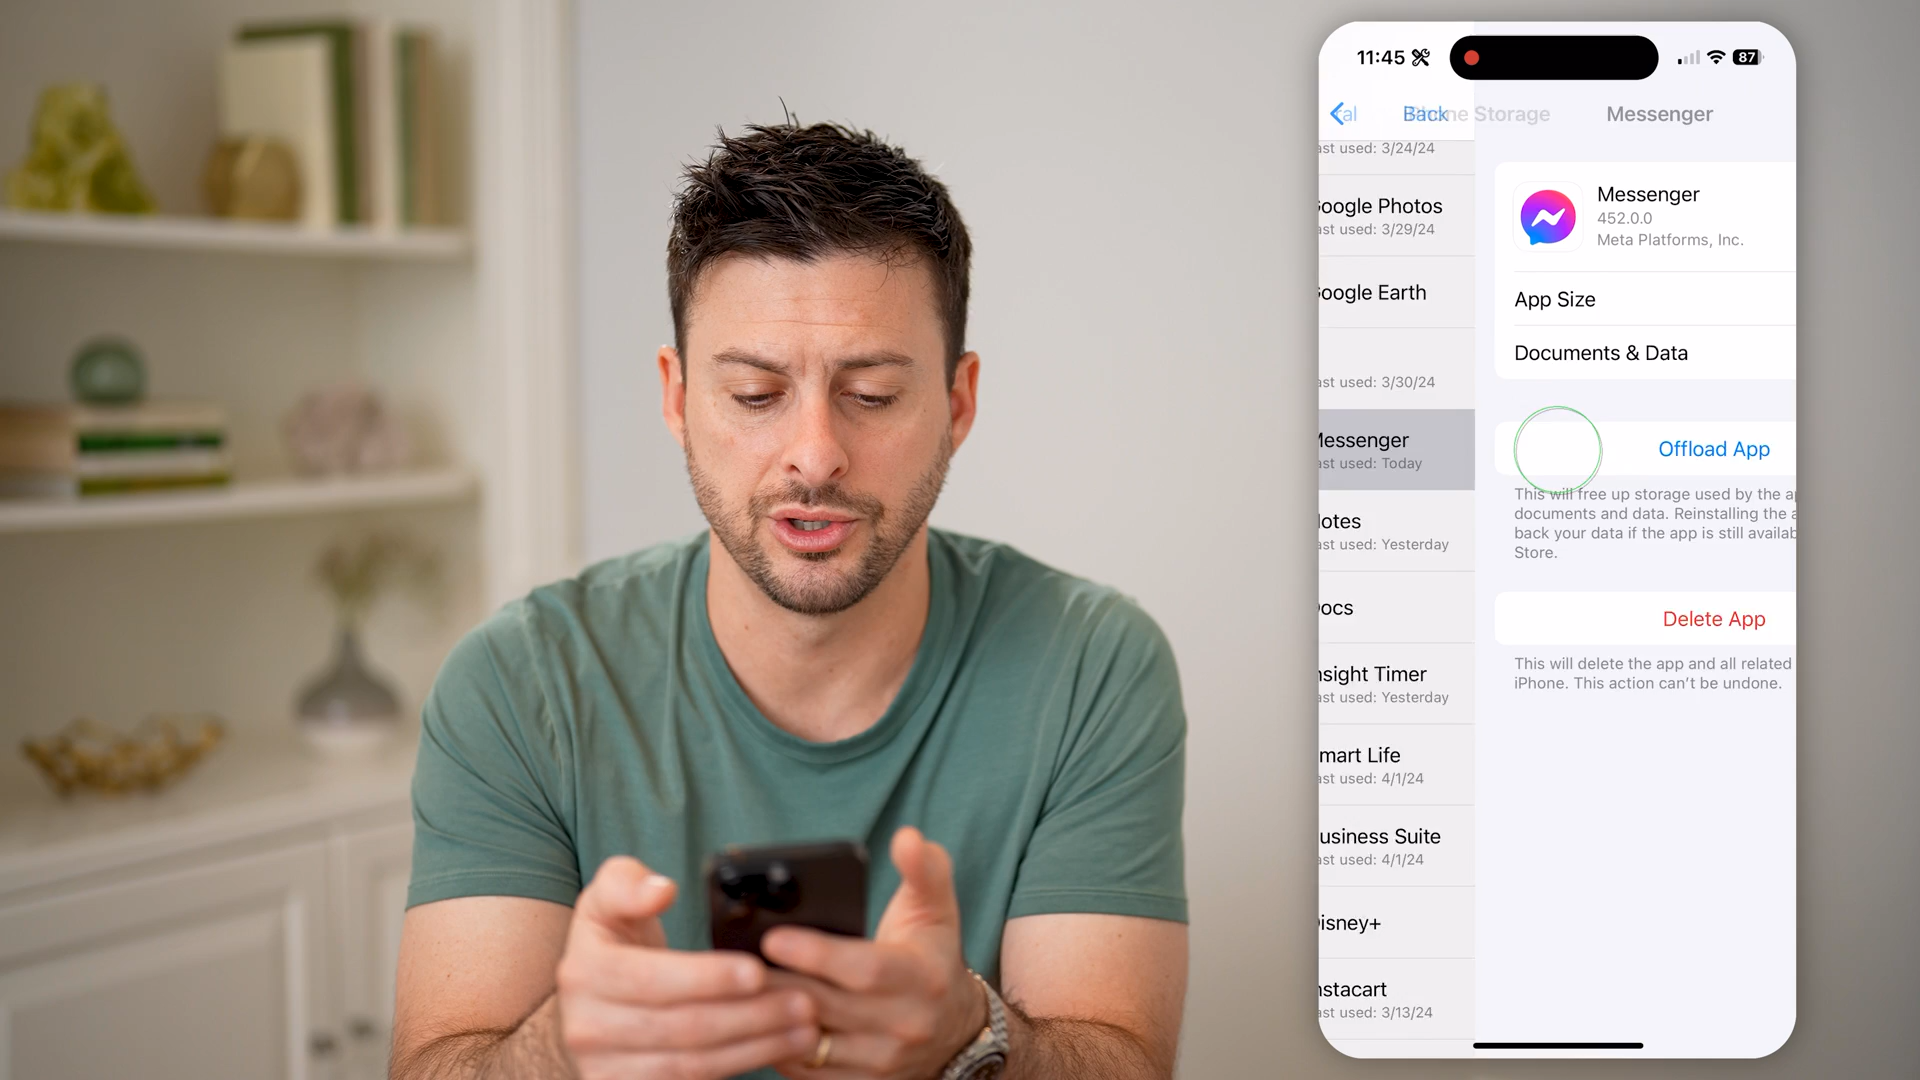 11:45
87
al
Back
Phone Storage
Messenger
ast used: 3/24/24
oogle Photos
ast used: 3/29/24
oogle Earth
ast used: 3/30/24
Messenger
ast used: Today
otes
ast used: Yesterday
ocs
nsight Timer
ast used: Yesterday
mart Life
ast used: 4/1/24
usiness Suite
ast used: 4/1/24
isney+
nstacart
ast used: 3/13/24
Messenger
452.0.0
Meta Platforms, Inc.
App Size
Documents & Data
Offload App
This will free up storage used by the a
documents and data. Reinstalling the a
back your data if the app is still availab
Store.
Delete App
This will delete the app and all related
iPhone. This action can't be undone.